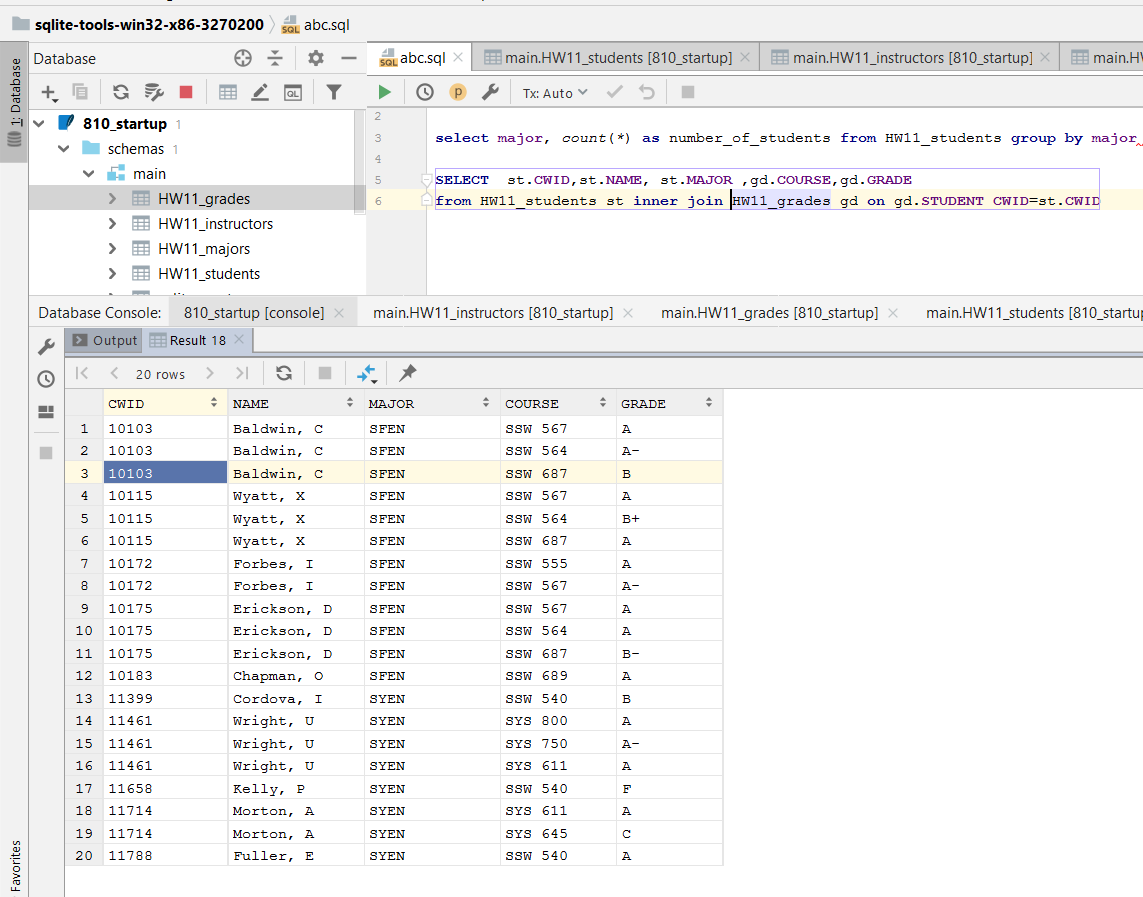 sqlite-tools-win32-x86-3270200 abc.sql
1: Database
Database
abc.sql main.HW11_students [810_startup] main.HW11_instructors [810_startup] main.H
Tx: Auto
810_startup 1
schemas 1
main
HW11_grades
HW11_instructors
HW11_majors
HW11_students
2
3 select major, count(*) as number_of_students from HW11_students group by major
4
5 SELECT st.CWID,st.NAME, st.MAJOR ,gd.COURSE,gd.GRADE
6 from HW11_students st inner join HW11_grades gd on gd.STUDENT_CWID=st.CWID
Database Console: 810_startup [console] main.HW11_instructors [810_startup] main.HW11_grades [810_startup] main.HW11_students [810_startu
Output Result 18
20 rows
CWID NAME MAJOR COURSE GRADE
1 10103 Baldwin, C SFEN SSW 567 A
2 10103 Baldwin, C SFEN SSW 564 A-
3 10103 Baldwin, C SFEN SSW 687 B
4 10115 Wyatt, X SFEN SSW 567 A
5 10115 Wyatt, X SFEN SSW 564 B+
6 10115 Wyatt, X SFEN SSW 687 A
7 10172 Forbes, I SFEN SSW 555 A
8 10172 Forbes, I SFEN SSW 567 A-
9 10175 Erickson, D SFEN SSW 567 A
10 10175 Erickson, D SFEN SSW 564 A
11 10175 Erickson, D SFEN SSW 687 B-
12 10183 Chapman, O SFEN SSW 689 A
13 11399 Cordova, I SYEN SSW 540 B
14 11461 Wright, U SYEN SYS 800 A
15 11461 Wright, U SYEN SYS 750 A-
16 11461 Wright, U SYEN SYS 611 A
17 11658 Kelly, P SYEN SSW 540 F
18 11714 Morton, A SYEN SYS 611 A
19 11714 Morton, A SYEN SYS 645 C
20 11788 Fuller, E SYEN SSW 540 A
Favorites